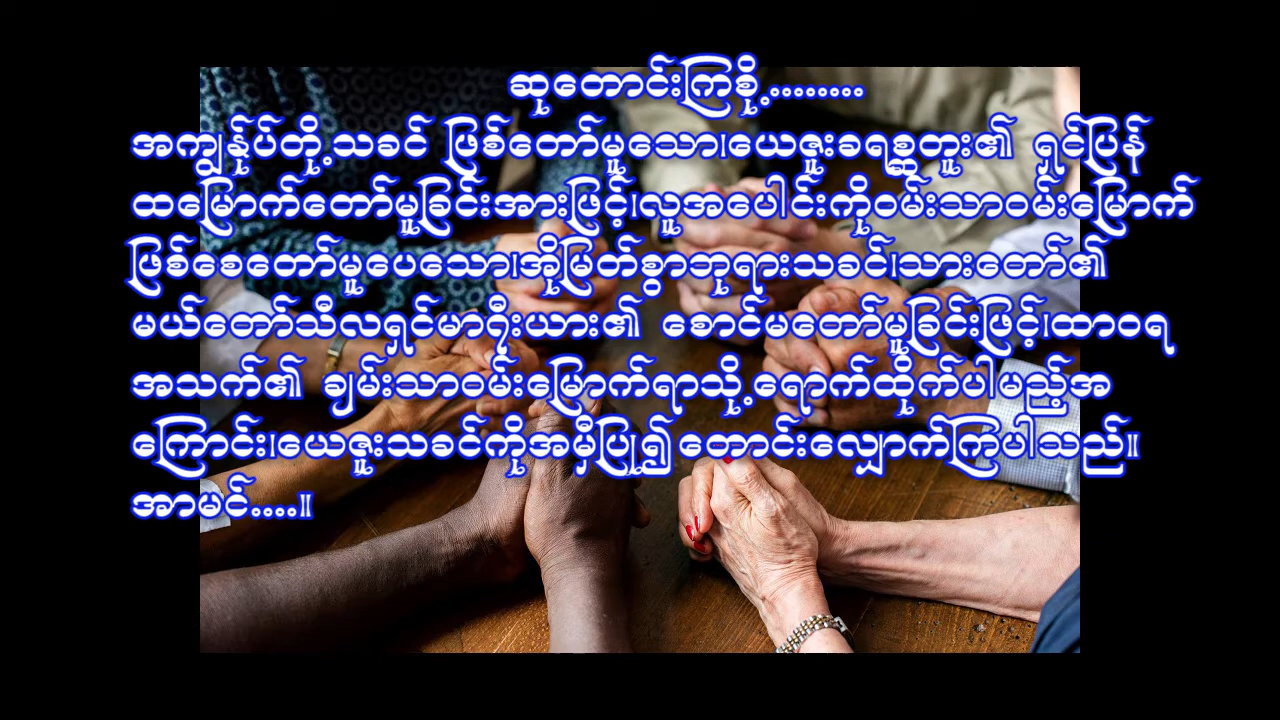 ဆုတောင်းကြစို့........
အကျွန်ုပ်တို့သခင် ဖြစ်တော်မူသော၊ယေဇူးခရစ္စတူး၏ ရှင်ပြန်
ထမြောက်တော်မူခြင်းအားဖြင့်၊လူအပေါင်းကိုဝမ်းသာဝမ်းမြောက်
ဖြစ်စေတော်မူပေသော၊အိုမြတ်စွာဘုရားသခင်၊သားတော်၏
မယ်တော်သီလရှင်မာရီးယား၏ စောင်မတော်မူခြင်းဖြင့်၊ထာဝရ
အသက်၏ ချမ်းသာဝမ်းမြောက်ရာသို့ရောက်ထိုက်ပါမည့်အ
ကြောင်း၊ယေဇူးသခင်ကိုအမှီပြု၍ တောင်းလျှောက်ကြပါသည်။
အာမင်....။